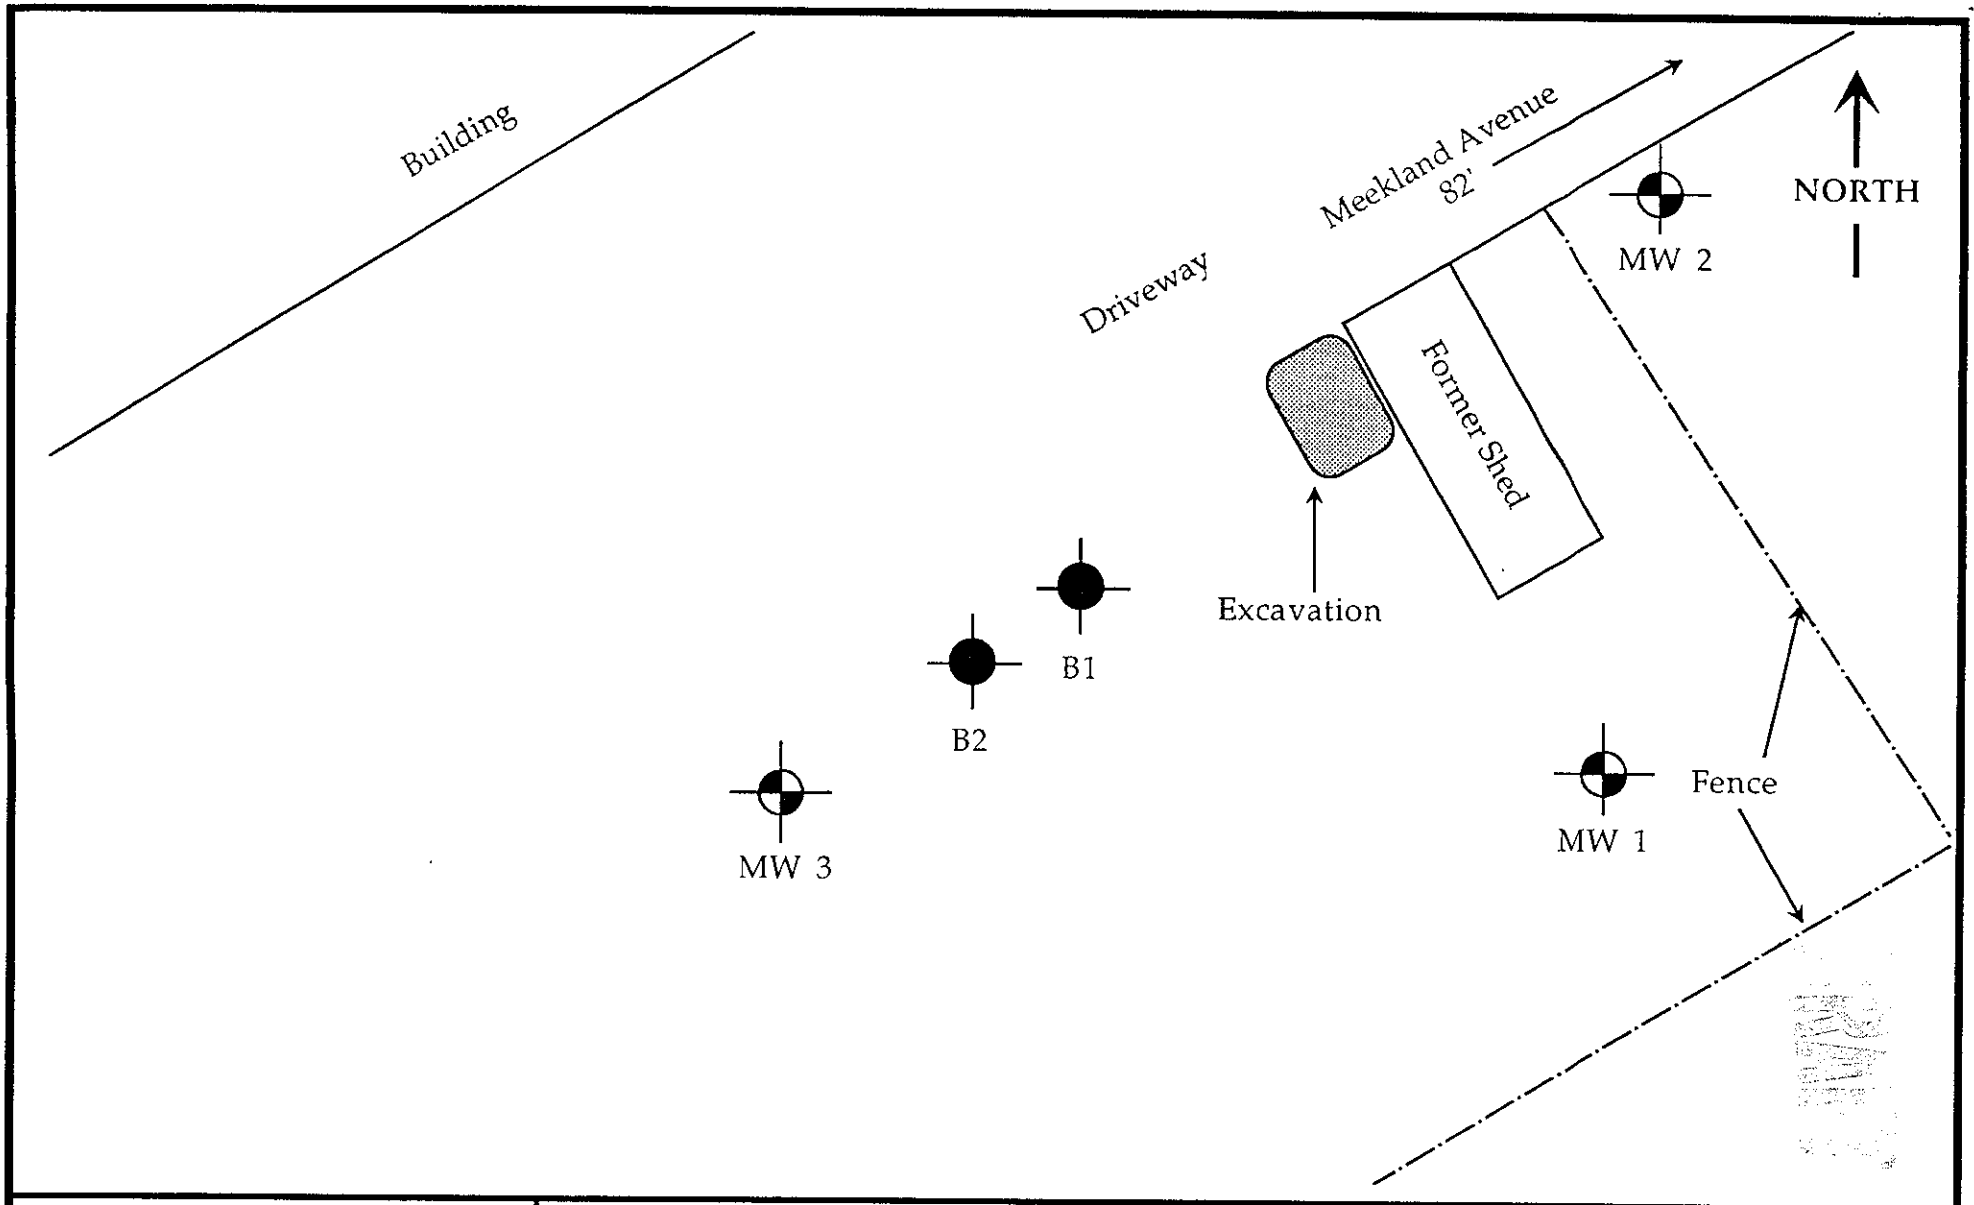 Building
Meekland Avenue
82'
NORTH
MW 2
Driveway
Former Shed
Excavation
B1
B2
Fence
MW 1
MW 3